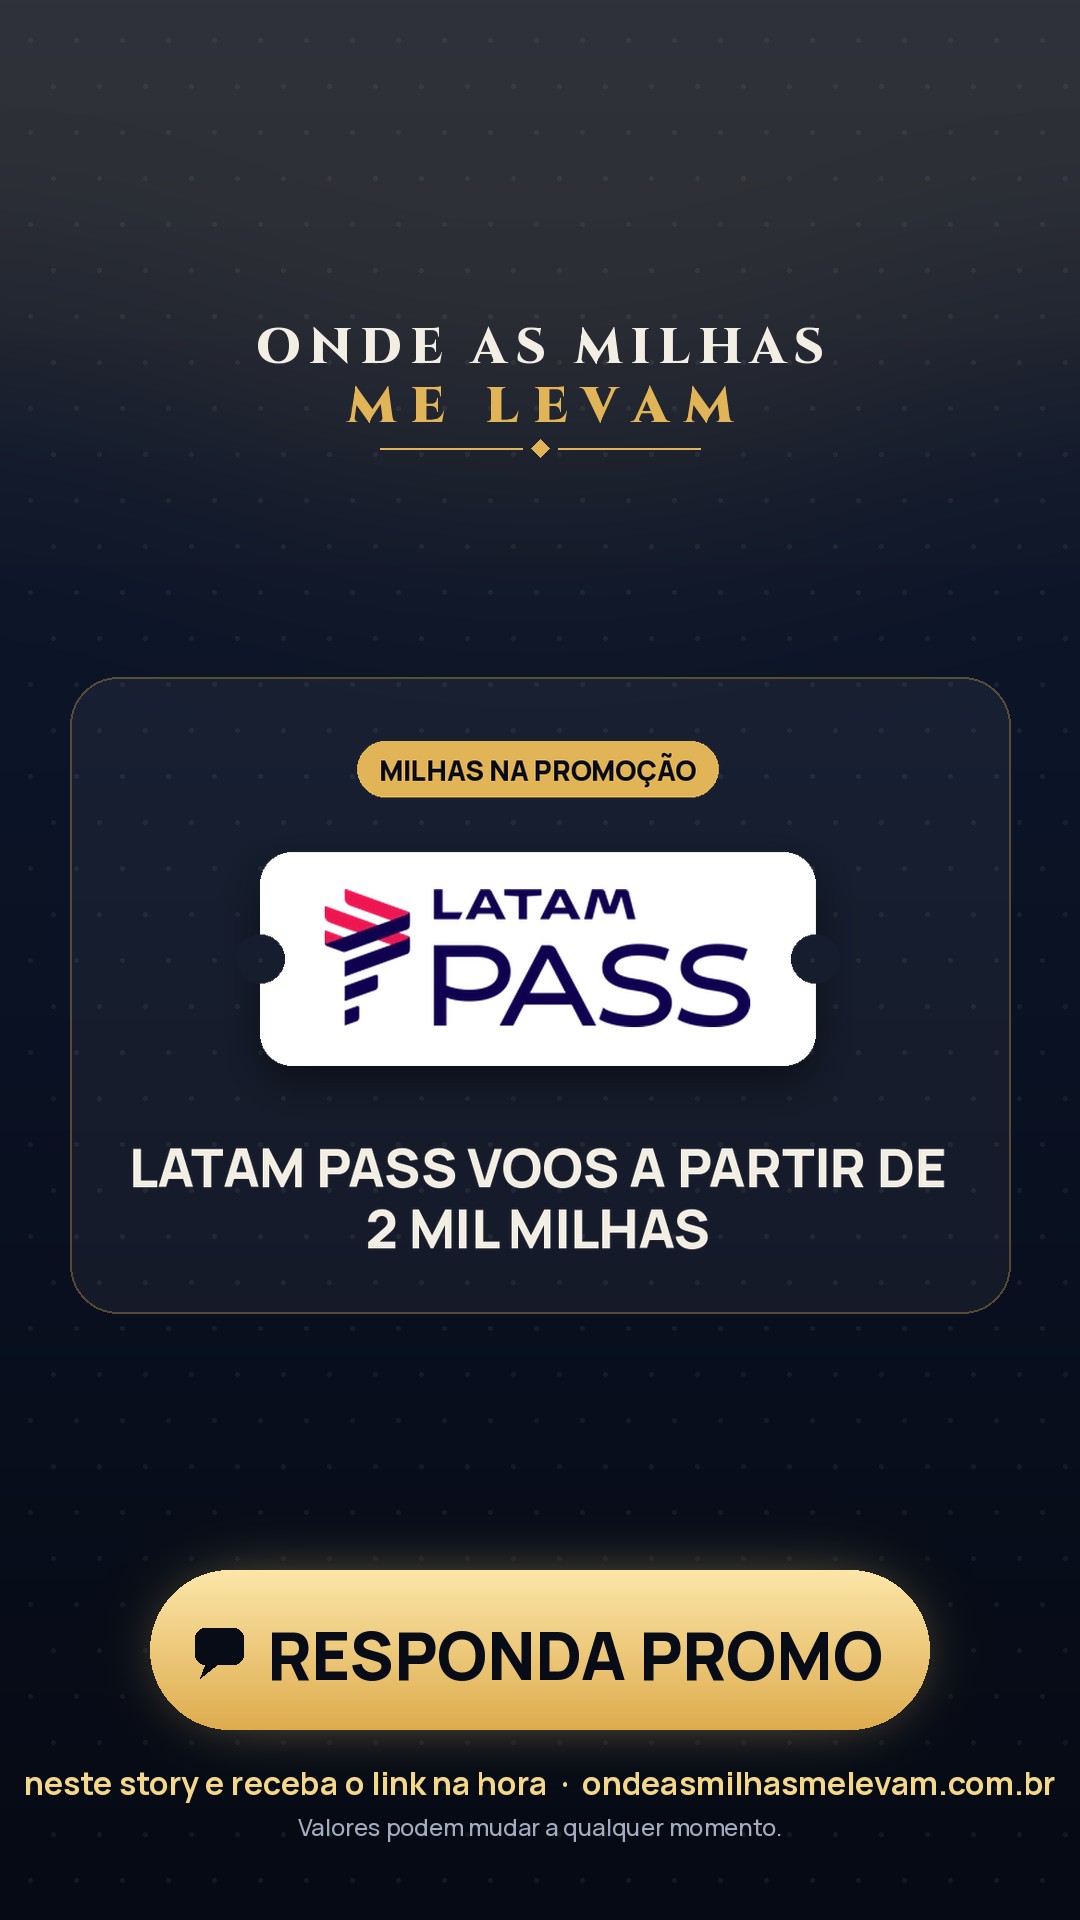 ONDE AS MILHAS
ME LEVAM
MILHAS NA PROMOÇÃO
LATAM
PASS
LATAM PASS VOOS A PARTIR DE
2 MIL MILHAS
RESPONDA PROMO
neste story e receba o link na hora · ondeasmilhasmelevam.com.br
Valores podem mudar a qualquer momento.